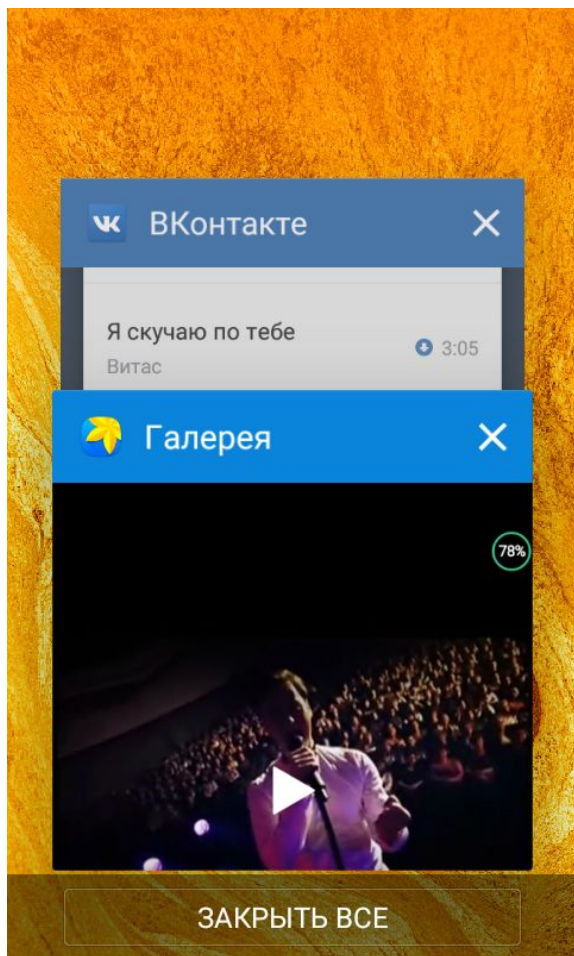 ВКонтакте
Я скучаю по тебе
3:05
Витас
Галерея
78%
ЗАКРЫТЬ ВСЕ